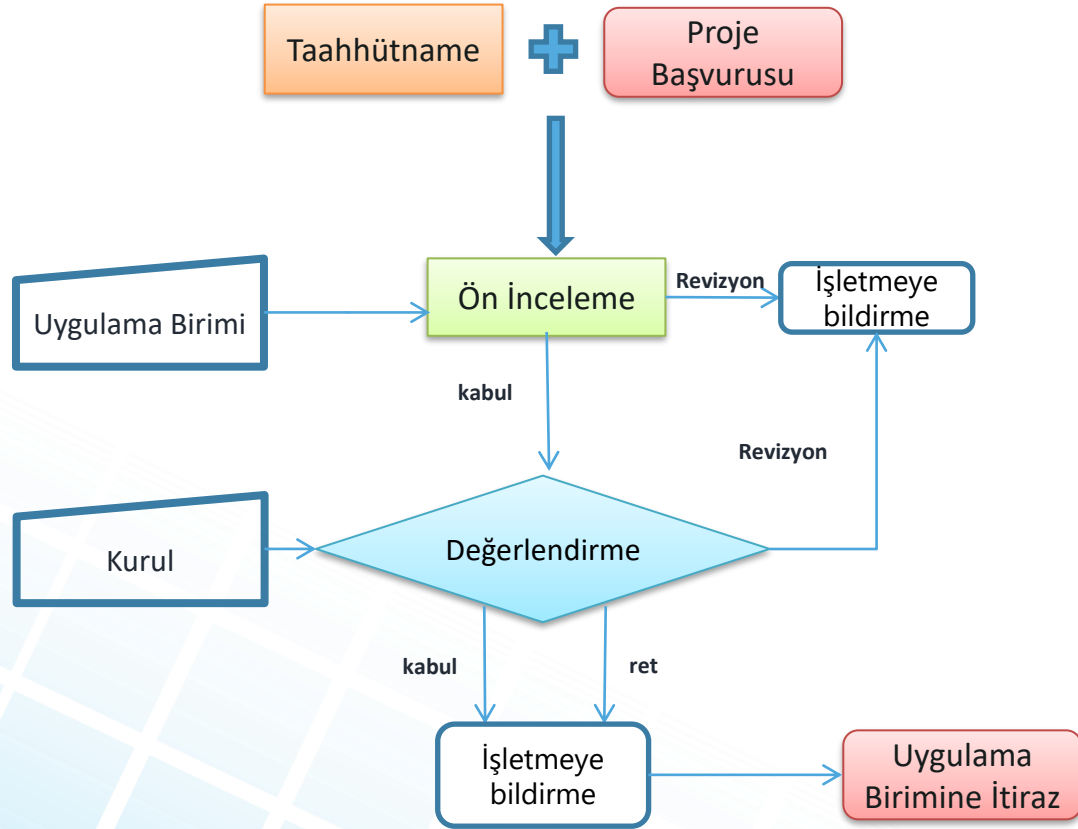 Taahhütname
Proje
Başvurusu
Uygulama Birimi
Ön İnceleme
Revizyon
İşletmeye
bildirme
kabul
Revizyon
Kurul
Değerlendirme
kabul
ret
İşletmeye
bildirme
Uygulama
Birimine İtiraz